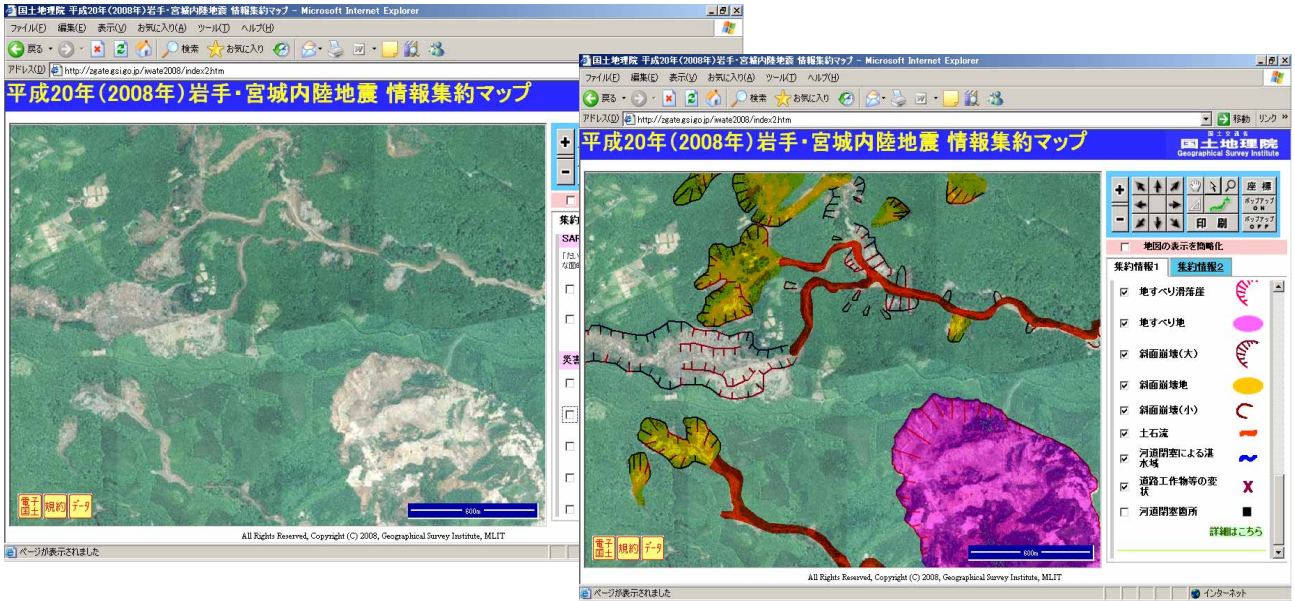 国土地理院 平成20年(2008年)岩手・宮城内陸地震 情報集約マップ - Microsoft Internet Explorer
ファイル(F) 編集(E) 表示(V) お気に入り(A) ツール(T) ヘルプ(H)
戻る 検索 お気に入り
アドレス(D) http://zgate.gsi.go.jp/iwate2008/index2.htm
平成20年(2008年)岩手・宮城内陸地震 情報集約マップ
集約
SAR
災害
電子国土 規約 データ
600m
All Rights Reserved, Copyright (C) 2008, Geographical Survey Institute, MLIT
ページが表示されました
国土地理院 平成20年(2008年)岩手・宮城内陸地震 情報集約マップ - Microsoft Internet Explorer
ファイル(F) 編集(E) 表示(V) お気に入り(A) ツール(T) ヘルプ(H)
戻る 検索 お気に入り
アドレス(D) http://zgate.gsi.go.jp/iwate2008/index2.htm 移動 リンク »
平成20年(2008年)岩手・宮城内陸地震 情報集約マップ
国土交通省
国土地理院
Geographical Survey Institute
+ 座標
ポップアップ ON
- 印刷 ポップアップ OFF
地図の表示を簡略化
集約情報1 集約情報2
地すべり滑落崖
地すべり地
斜面崩壊(大)
斜面崩壊地
斜面崩壊(小)
土石流
河道閉塞による湛
水域
道路工作物等の変
状
河道閉塞箇所
詳細はこちら
電子国土 規約 データ
600m
All Rights Reserved, Copyright (C) 2008, Geographical Survey Institute, MLIT
ページが表示されました インターネット